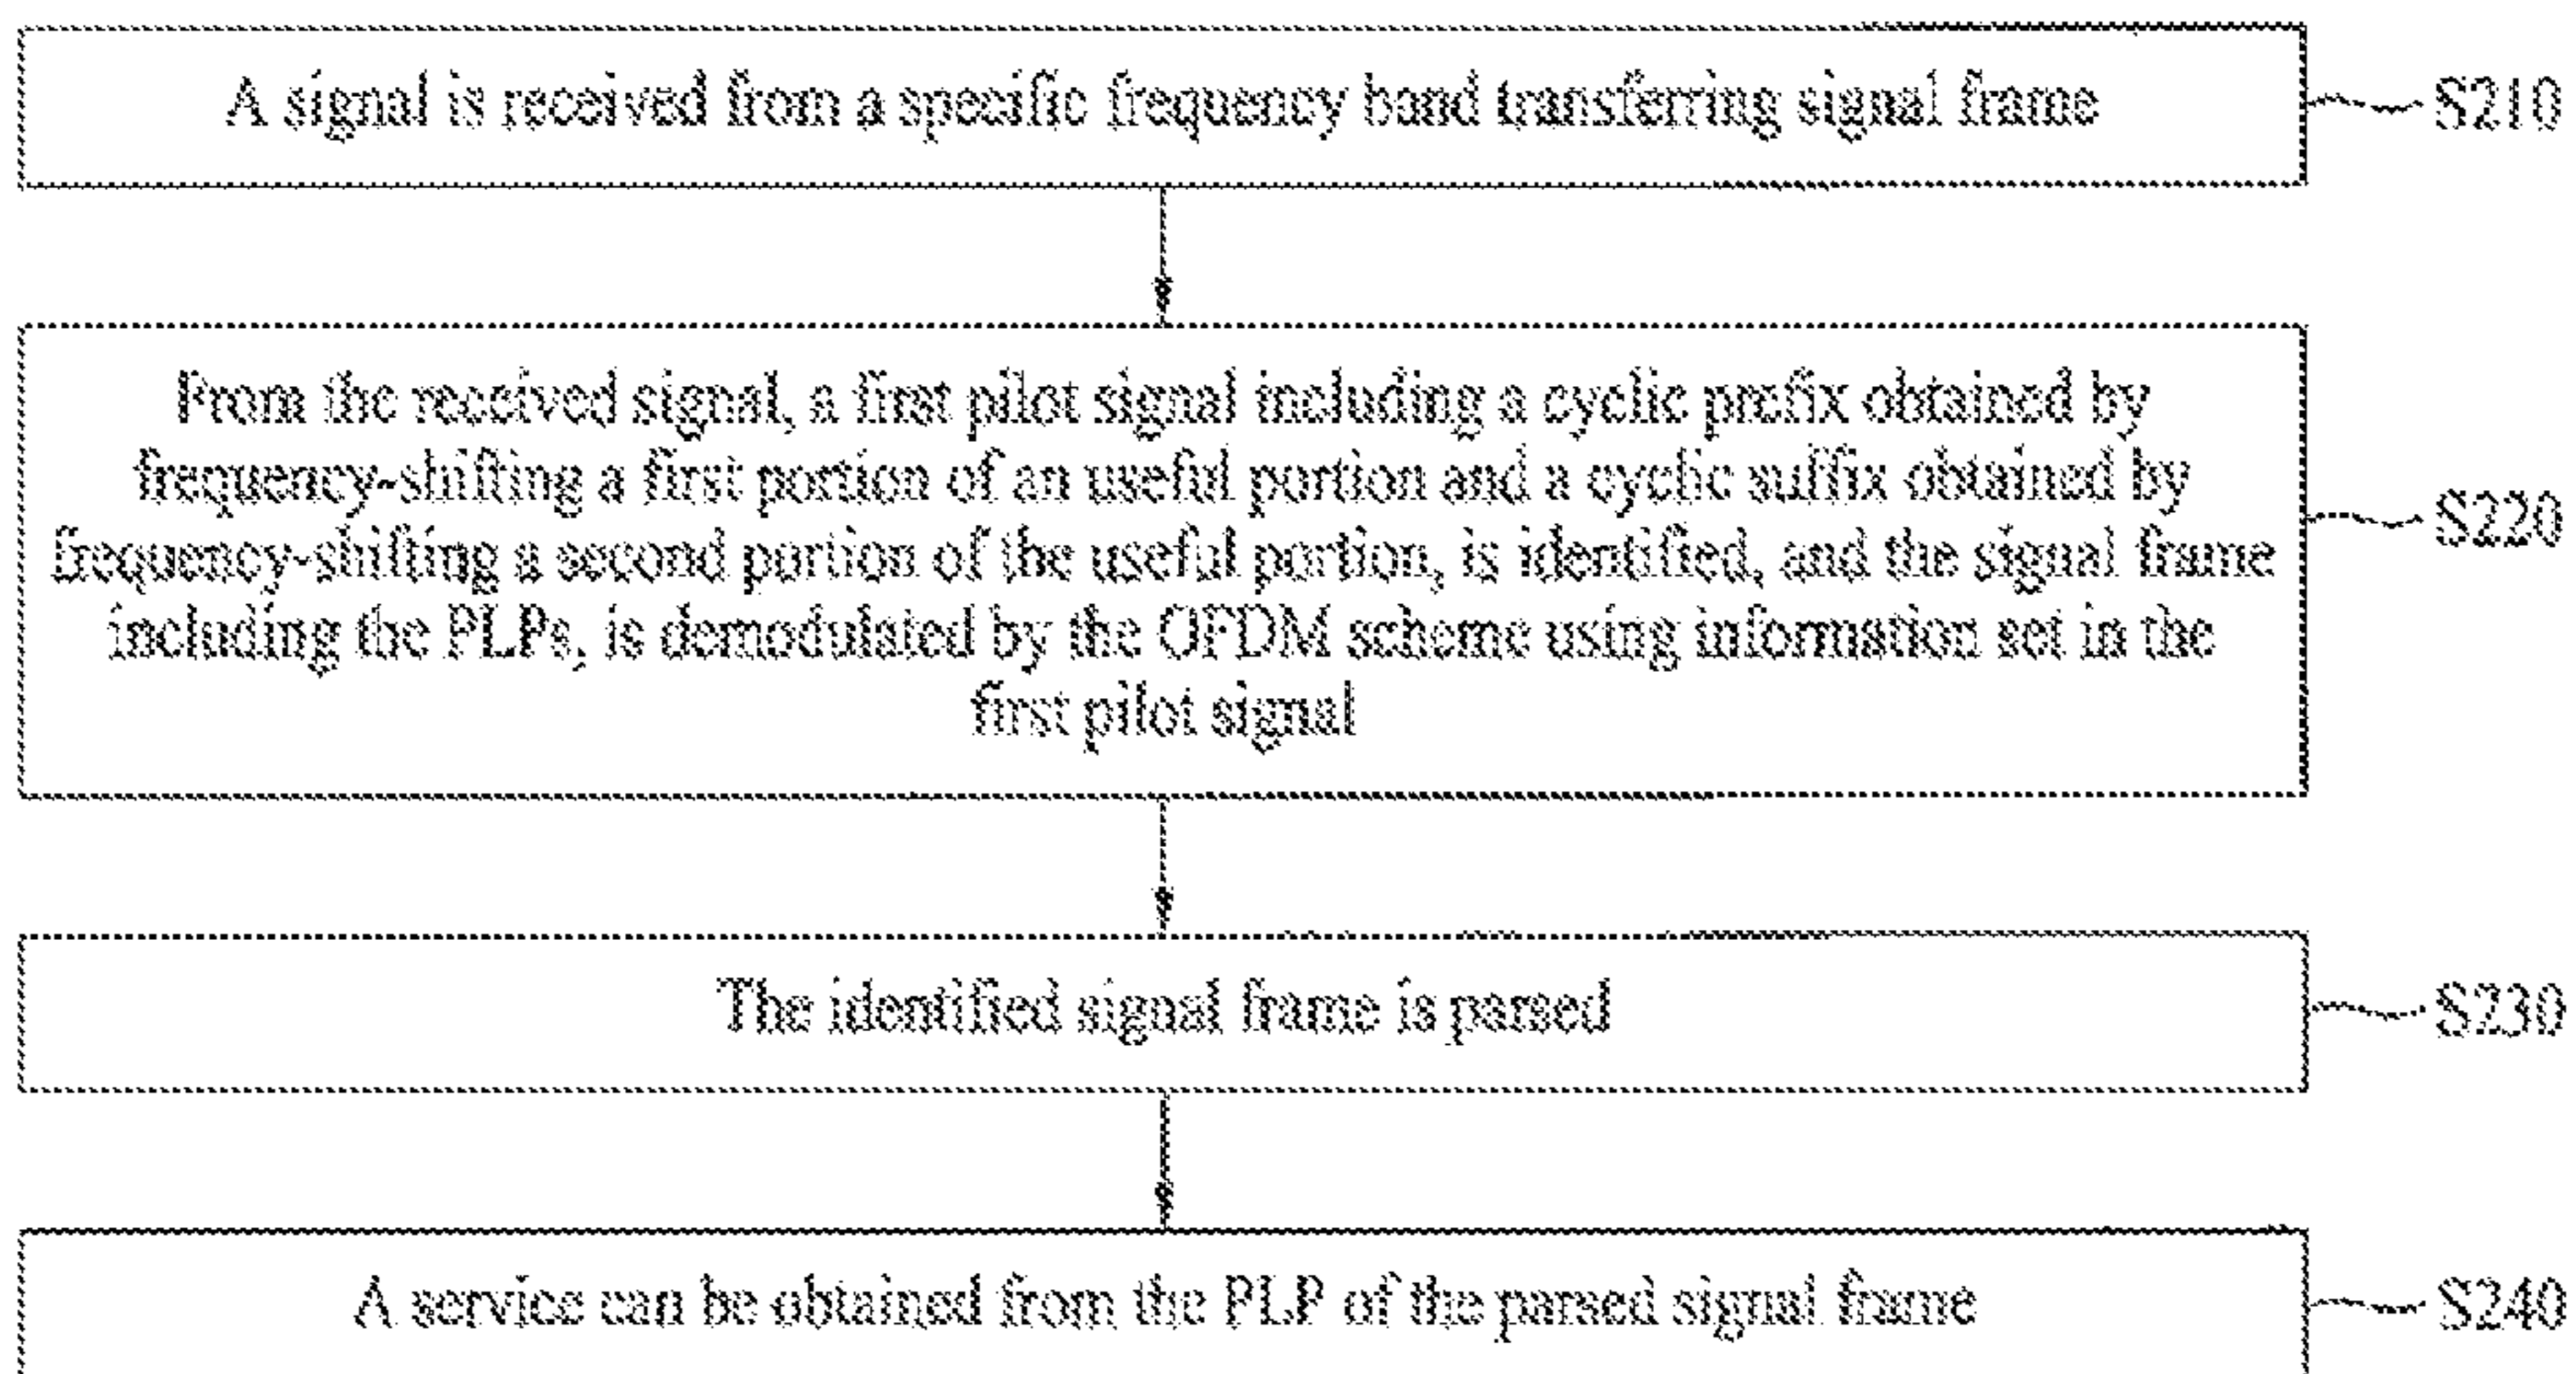 A signal is received from a specific frequency band transferring signal frame
S210
From the received signal, a first pilot signal including a cyclic prefix obtained by
frequency-shifting a first portion of an useful portion and a cyclic suffix obtained by
frequency-shifting a second portion of the useful portion, is identified, and the signal frame
including the PLPs, is demodulated by the OFDM scheme using information set in the
first pilot signal
S220
The identified signal frame is parsed
S230
A service can be obtained from the PLP of the parsed signal frame
S240